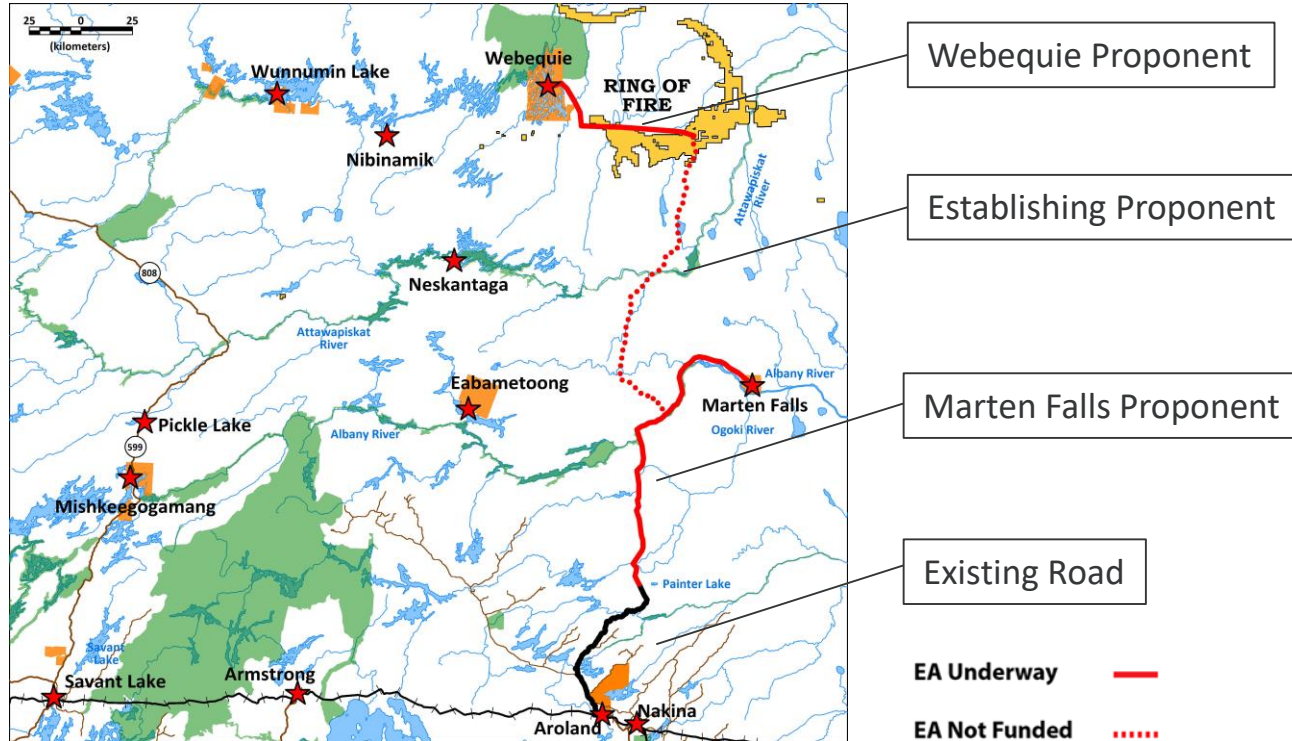 25 0 25
(kilometers)
Webequie
Wunnumin Lake
RING OF
FIRE
Nibinamik
Attawapiskat
River
808
Neskantaga
Attawapiskat
River
Eabametoong
Albany River
Marten Falls
Ogoki River
Pickle Lake
Albany River
599
Mishkeegogamang
Painter Lake
Savant
Lake
Savant Lake
Armstrong
Aroland
Nakina
Webequie Proponent
Establishing Proponent
Marten Falls Proponent
Existing Road
EA Underway
EA Not Funded